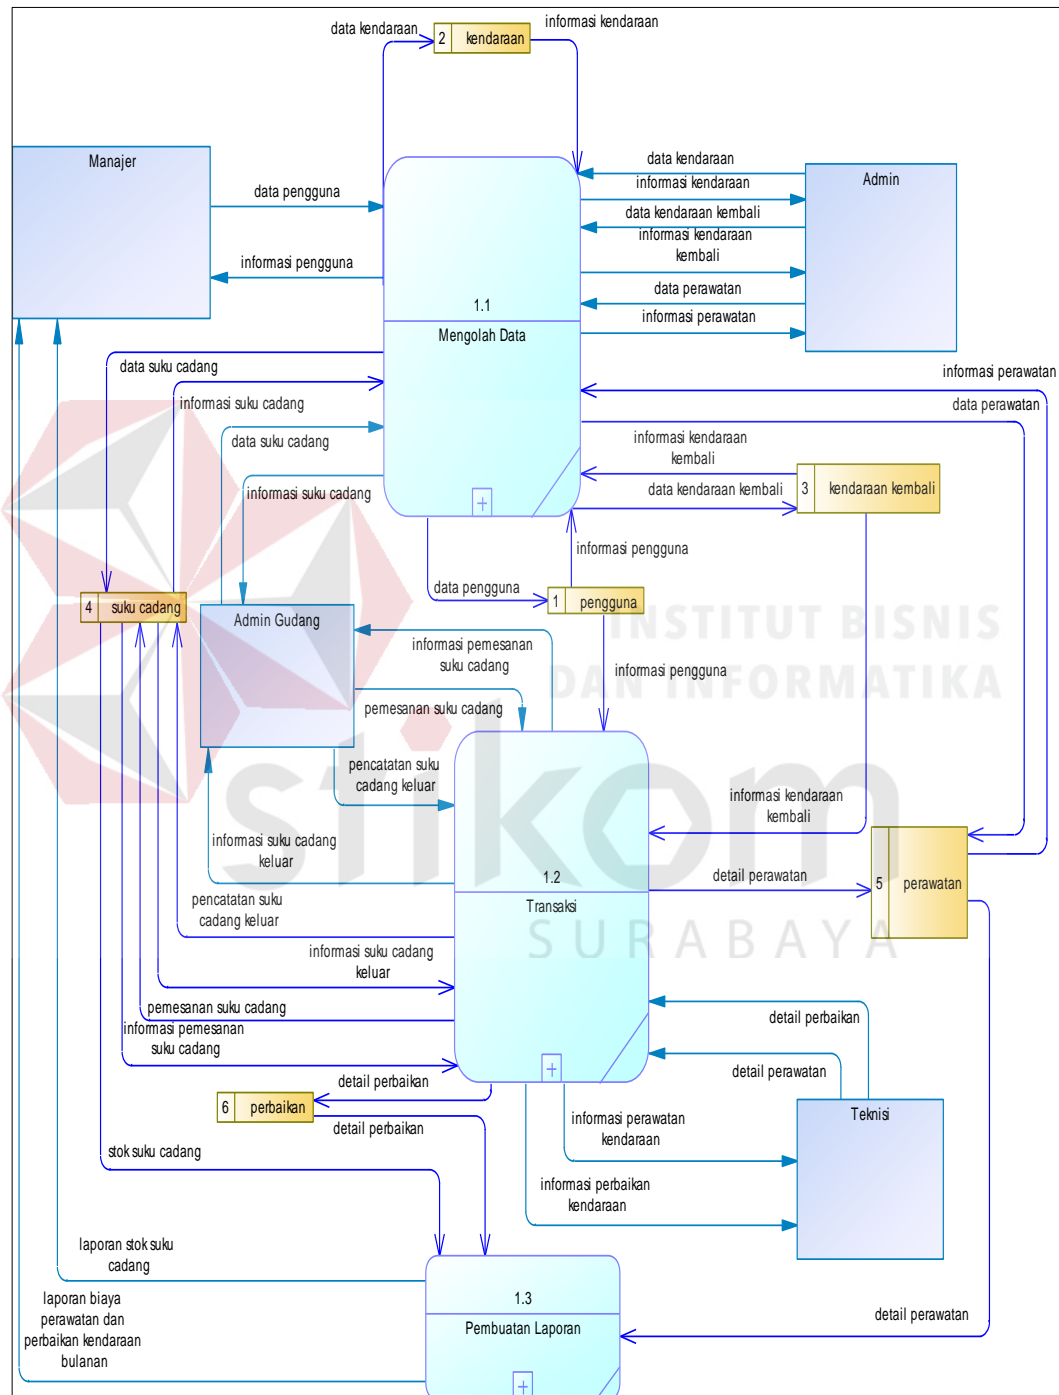 data kendaraan
2 kendaraan
informasi kendaraan
Manajer
data pengguna
informasi pengguna
1.1
Mengolah Data
data kendaraan
informasi kendaraan
data kendaraan kembali
informasi kendaraan
kembali
data perawatan
informasi perawatan
Admin
data suku cadang
informasi suku cadang
data suku cadang
informasi suku cadang
informasi perawatan
data perawatan
informasi kendaraan
kembali
data kendaraan kembali
3 kendaraan kembali
informasi pengguna
data pengguna
1 pengguna
4 suku cadang
Admin Gudang
informasi pemesanan
suku cadang
pemesanan suku cadang
informasi pengguna
INSTITUT BISNIS
DAN INFORMATIKA
stikom
SURABAYA
pencatatan suku
cadang keluar
informasi suku cadang
keluar
pencatatan suku
cadang keluar
informasi suku cadang
keluar
pemesanan suku cadang
informasi pemesanan
suku cadang
1.2
Transaksi
informasi kendaraan
kembali
detail perawatan
5 perawatan
detail perbaikan
detail perawatan
Teknisi
detail perbaikan
6 perbaikan
detail perbaikan
informasi perawatan
kendaraan
informasi perbaikan
kendaraan
stok suku cadang
laporan stok suku
cadang
laporan biaya
perawatan dan
perbaikan kendaraan
bulanan
1.3
Pembuatan Laporan
detail perawatan